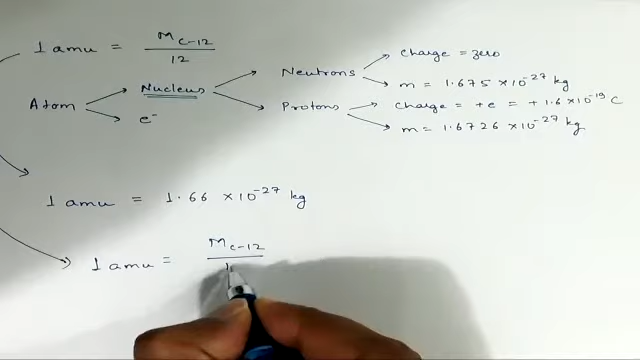 1 amu = M_C-12 / 12
Atom → Nucleus → Neutrons → charge = zero
→ m = 1.675 × 10⁻²⁷ kg
→ Protons → charge = +e = +1.6 × 10⁻¹⁹ C
→ m = 1.6726 × 10⁻²⁷ kg
→ e⁻
1 amu = 1.66 × 10⁻²⁷ kg
1 amu = M_C-12 / 1